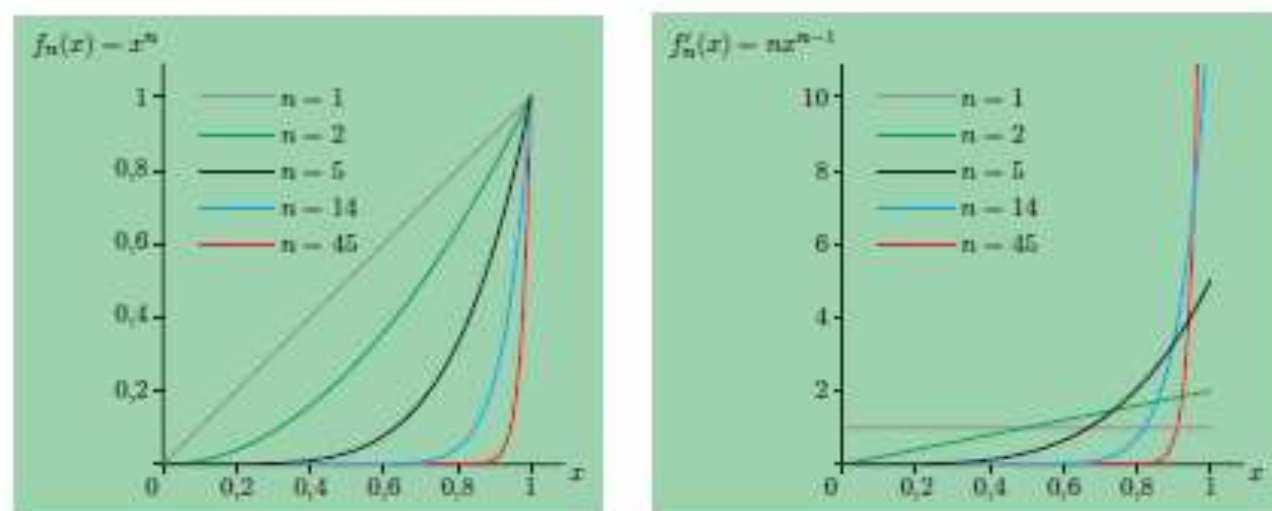 fₙ(x) = xⁿ
1
0,8
0,6
0,4
0,2
n = 1
n = 2
n = 5
n = 14
n = 45
0 0,2 0,4 0,6 0,8 1 x
f′ₙ(x) = nxⁿ⁻¹
10
8
6
4
2
n = 1
n = 2
n = 5
n = 14
n = 45
0 0,2 0,4 0,6 0,8 1 x